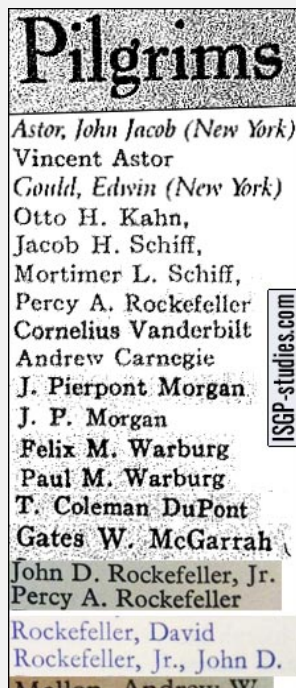 Pilgrims
Astor, John Jacob (New York)
Vincent Astor
Gould, Edwin (New York)
Otto H. Kahn,
Jacob H. Schiff,
Mortimer L. Schiff,
Percy A. Rockefeller
Cornelius Vanderbilt
Andrew Carnegie
J. Pierpont Morgan
J. P. Morgan
Felix M. Warburg
Paul M. Warburg
T. Coleman DuPont
Gates W. McGarrah
John D. Rockefeller, Jr.
Percy A. Rockefeller
Rockefeller, David
Rockefeller, Jr., John D.
Mellon, Andrew W.
ISGP-studies.com